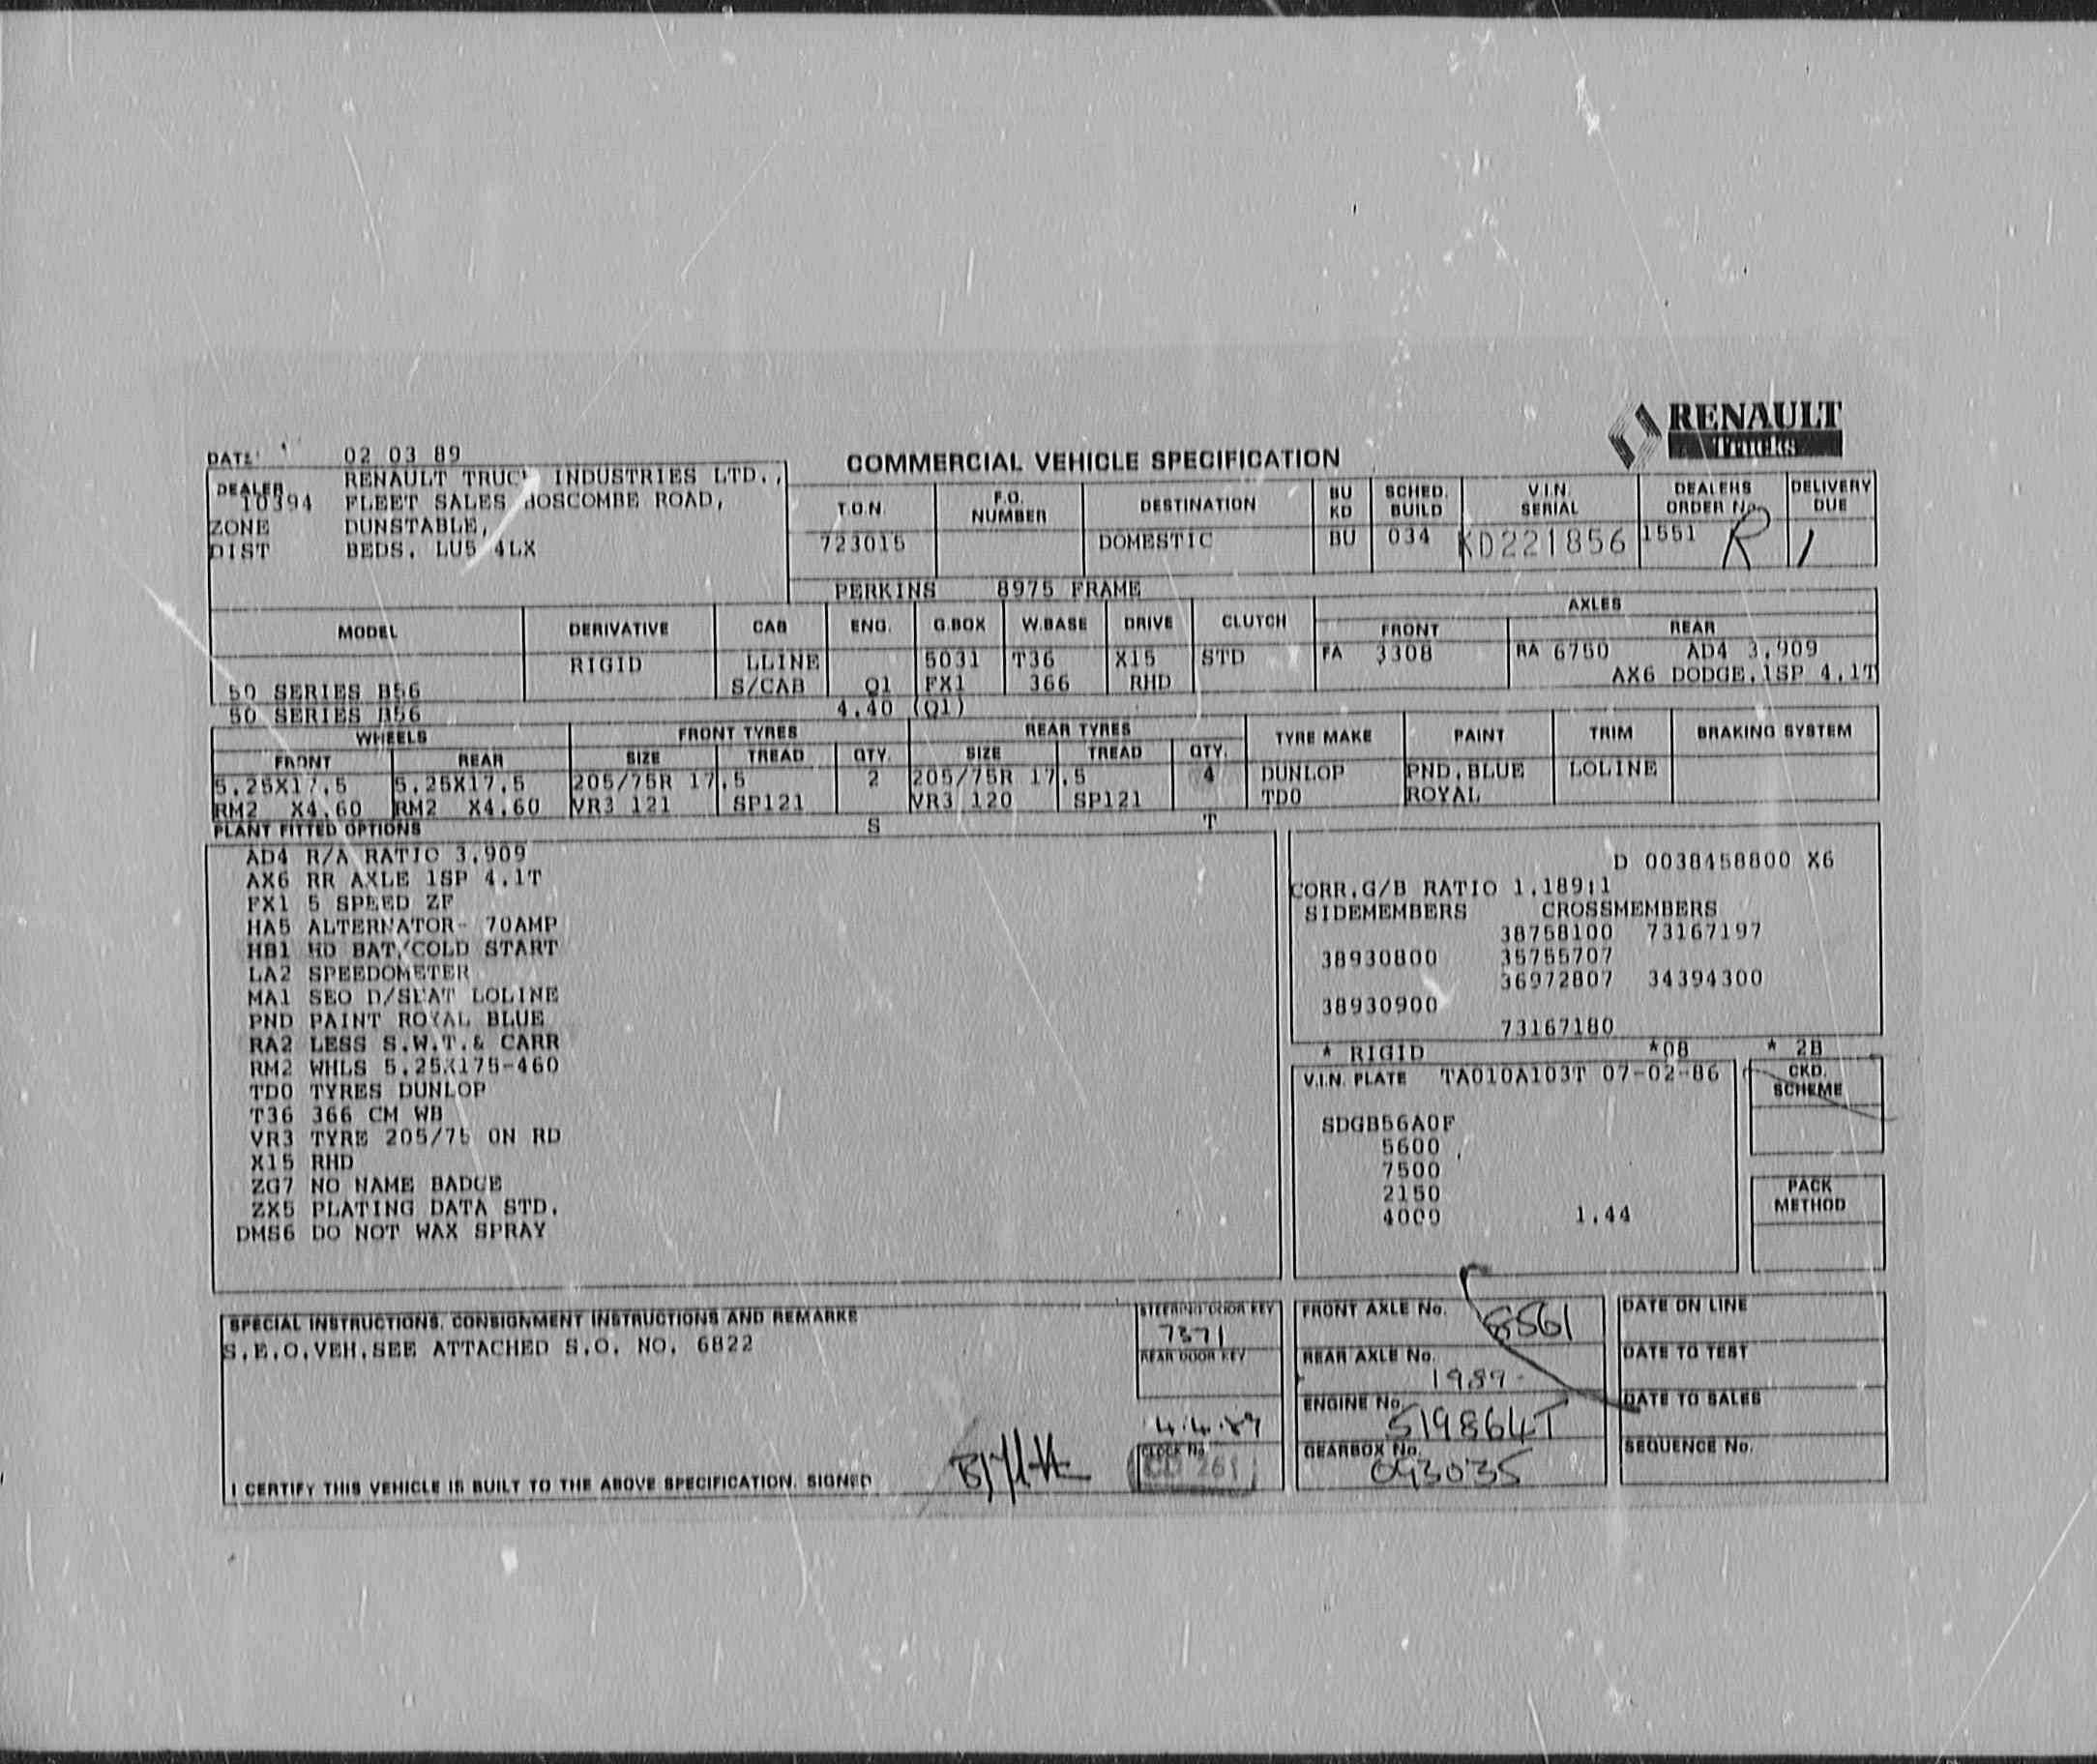 RENAULT
Trucks
DATE 02 03 89
COMMERCIAL VEHICLE SPECIFICATION
DEALER RENAULT TRUCK INDUSTRIES LTD.,
10394 FLEET SALES BOSCOMBE ROAD,
ZONE DUNSTABLE,
DIST BEDS. LU5 4LX
T.O.N. F.O. NUMBER DESTINATION BU KD SCHED. BUILD V.I.N. SERIAL DEALERS ORDER No. DELIVERY DUE
723015 DOMESTIC BU 034 KD221856 1551 R 1
PERKINS 8975 FRAME
MODEL DERIVATIVE CAB ENG. G.BOX W.BASE DRIVE CLUTCH AXLES
FRONT REAR
RIGID LLINE 5031 T36 X15 STD FA 3308 RA 6750 AD4 3.909
50 SERIES B56 S/CAB Q1 FX1 366 RHD AX6 DODGE.1SP 4.1T
50 SERIES B56 4.40 (Q1)
WHEELS FRONT TYRES REAR TYRES TYRE MAKE PAINT TRIM BRAKING SYSTEM
FRONT REAR SIZE TREAD QTY. SIZE TREAD QTY.
5.25X17.5 5.25X17.5 205/75R 17.5 2 205/75R 17.5 4 DUNLOP PND.BLUE LOLINE
RM2 X4.60 RM2 X4.60 VR3 121 SP121 VR3 120 SP121 TD0 ROYAL
PLANT FITTED OPTIONS S T
AD4 R/A RATIO 3.909
AX6 RR AXLE 1SP 4.1T
FX1 5 SPEED ZF
HA5 ALTERNATOR- 70AMP
HB1 HD BAT/COLD START
LA2 SPEEDOMETER
MA1 SEO D/SEAT LOLINE
PND PAINT ROYAL BLUE
RA2 LESS S.W.T.& CARR
RM2 WHLS 5.25X175-460
TD0 TYRES DUNLOP
T36 366 CM WB
VR3 TYRE 205/75 ON RD
X15 RHD
ZG7 NO NAME BADGE
ZX5 PLATING DATA STD.
DMS6 DO NOT WAX SPRAY
D 0038458800 X6
CORR.G/B RATIO 1.189:1
SIDEMEMBERS CROSSMEMBERS
38758100 73167197
38930800 35755707
36972807 34394300
38930900
73167180
* RIGID *08 * 2B
V.I.N. PLATE TA010A103T 07-02-86
CKD. SCHEME
SDGB56A0F
5600
7500
2150
4000 1.44
PACK METHOD
SPECIAL INSTRUCTIONS, CONSIGNMENT INSTRUCTIONS AND REMARKS
S.E.O.VEH.SEE ATTACHED S.O. NO. 6822
STEERING/DOOR KEY
7371
REAR DOOR KEY
4.4.89
CLOCK No.
CD 261
I CERTIFY THIS VEHICLE IS BUILT TO THE ABOVE SPECIFICATION. SIGNED
FRONT AXLE No. 8561
REAR AXLE No. 1989
ENGINE No. S19864T
GEARBOX No. 093035
DATE ON LINE
DATE TO TEST
DATE TO SALES
SEQUENCE No.